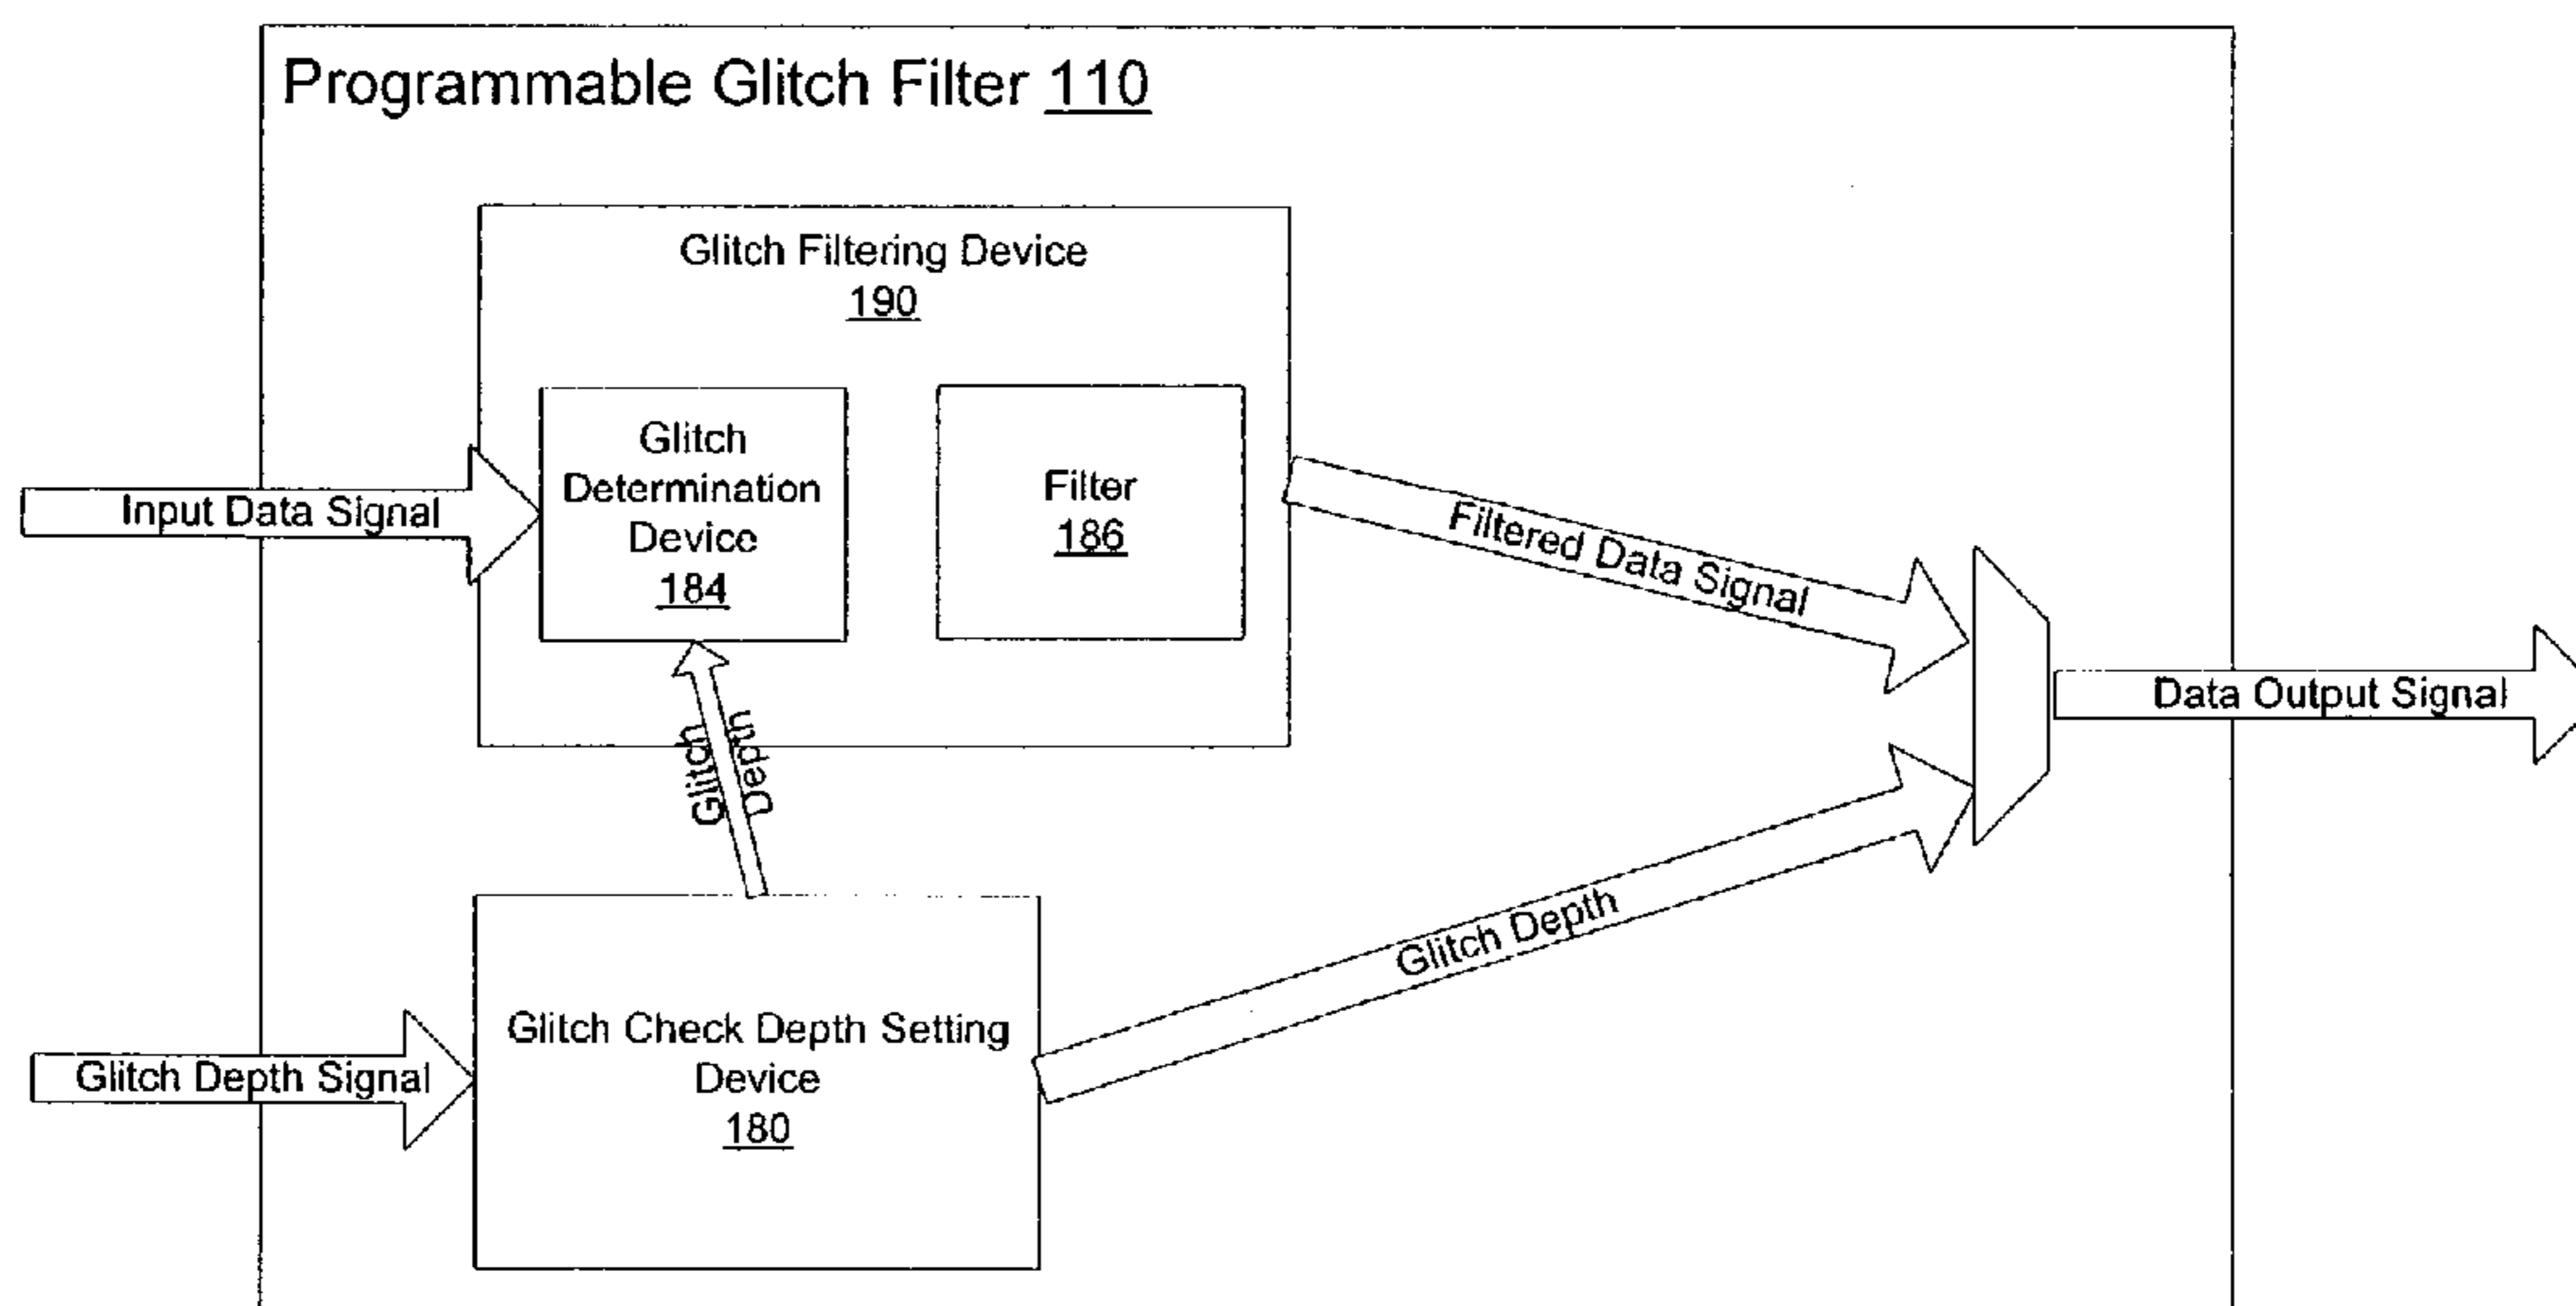 Programmable Glitch Filter 110
Glitch Filtering Device
190
Glitch
Determination
Device
184
Filter
186
Input Data Signal
Filtered Data Signal
Data Output Signal
Glitch
Depth
Glitch Depth
Glitch Check Depth Setting
Device
180
Glitch Depth Signal